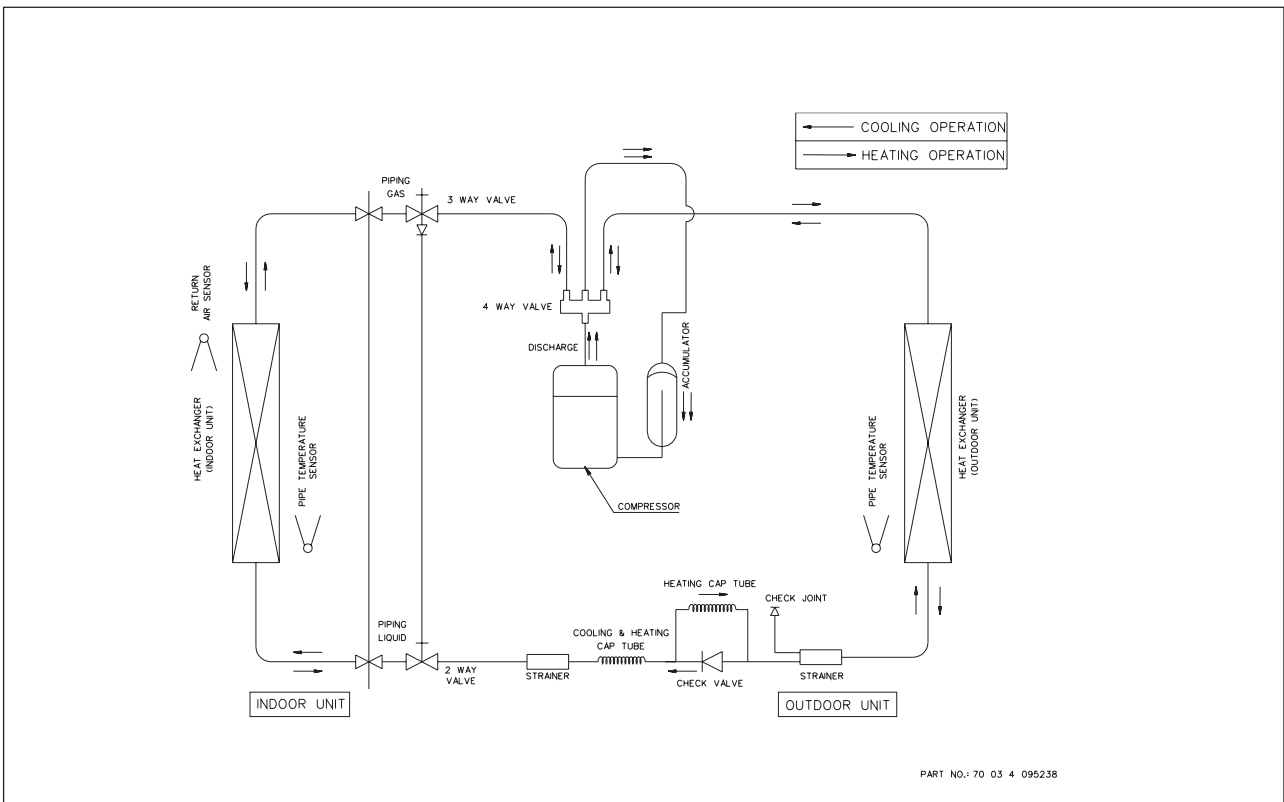 COOLING OPERATION
HEATING OPERATION
PIPING
GAS
3 WAY VALVE
RETURN
AIR SENSOR
4 WAY VALVE
DISCHARGE
ACCUMULATOR
HEAT EXCHANGER
(INDOOR UNIT)
PIPE TEMPERATURE
SENSOR
COMPRESSOR
PIPE TEMPERATURE
SENSOR
HEAT EXCHANGER
(OUTDOOR UNIT)
HEATING CAP TUBE
CHECK JOINT
PIPING
LIQUID
COOLING & HEATING
CAP TUBE
2 WAY
VALVE
STRAINER
CHECK VALVE
STRAINER
INDOOR UNIT
OUTDOOR UNIT
PART NO.: 70 03 4 095238